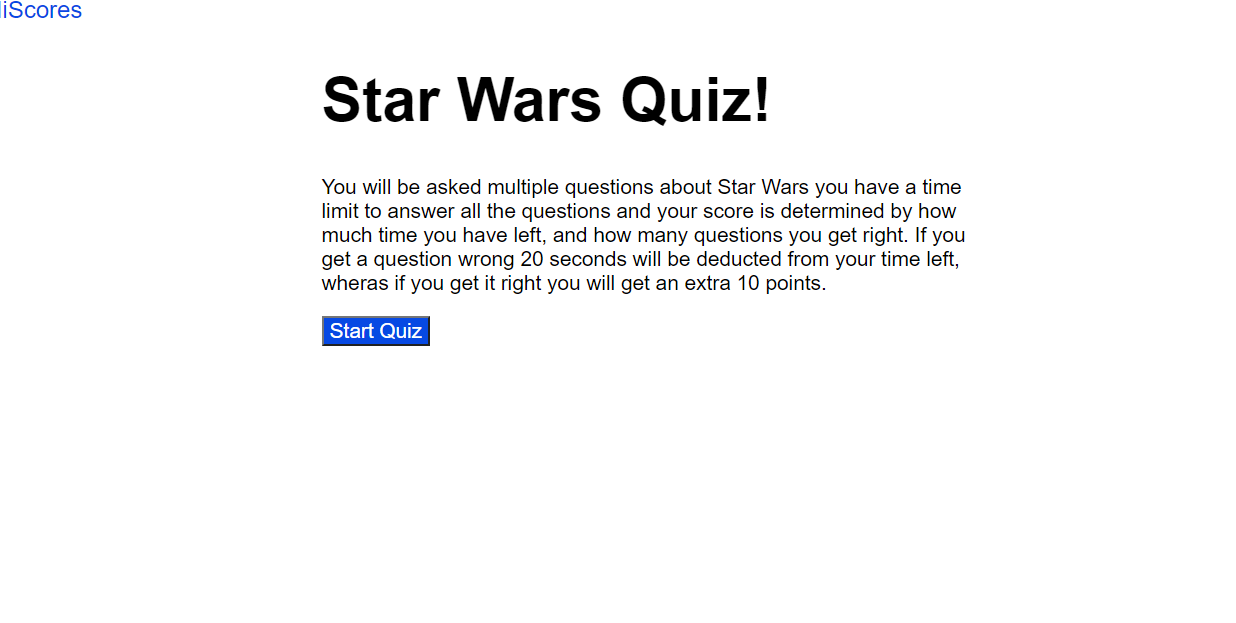 iScores
Star Wars Quiz!
You will be asked multiple questions about Star Wars you have a time
limit to answer all the questions and your score is determined by how
much time you have left, and how many questions you get right. If you
get a question wrong 20 seconds will be deducted from your time left,
wheras if you get it right you will get an extra 10 points.
Start Quiz